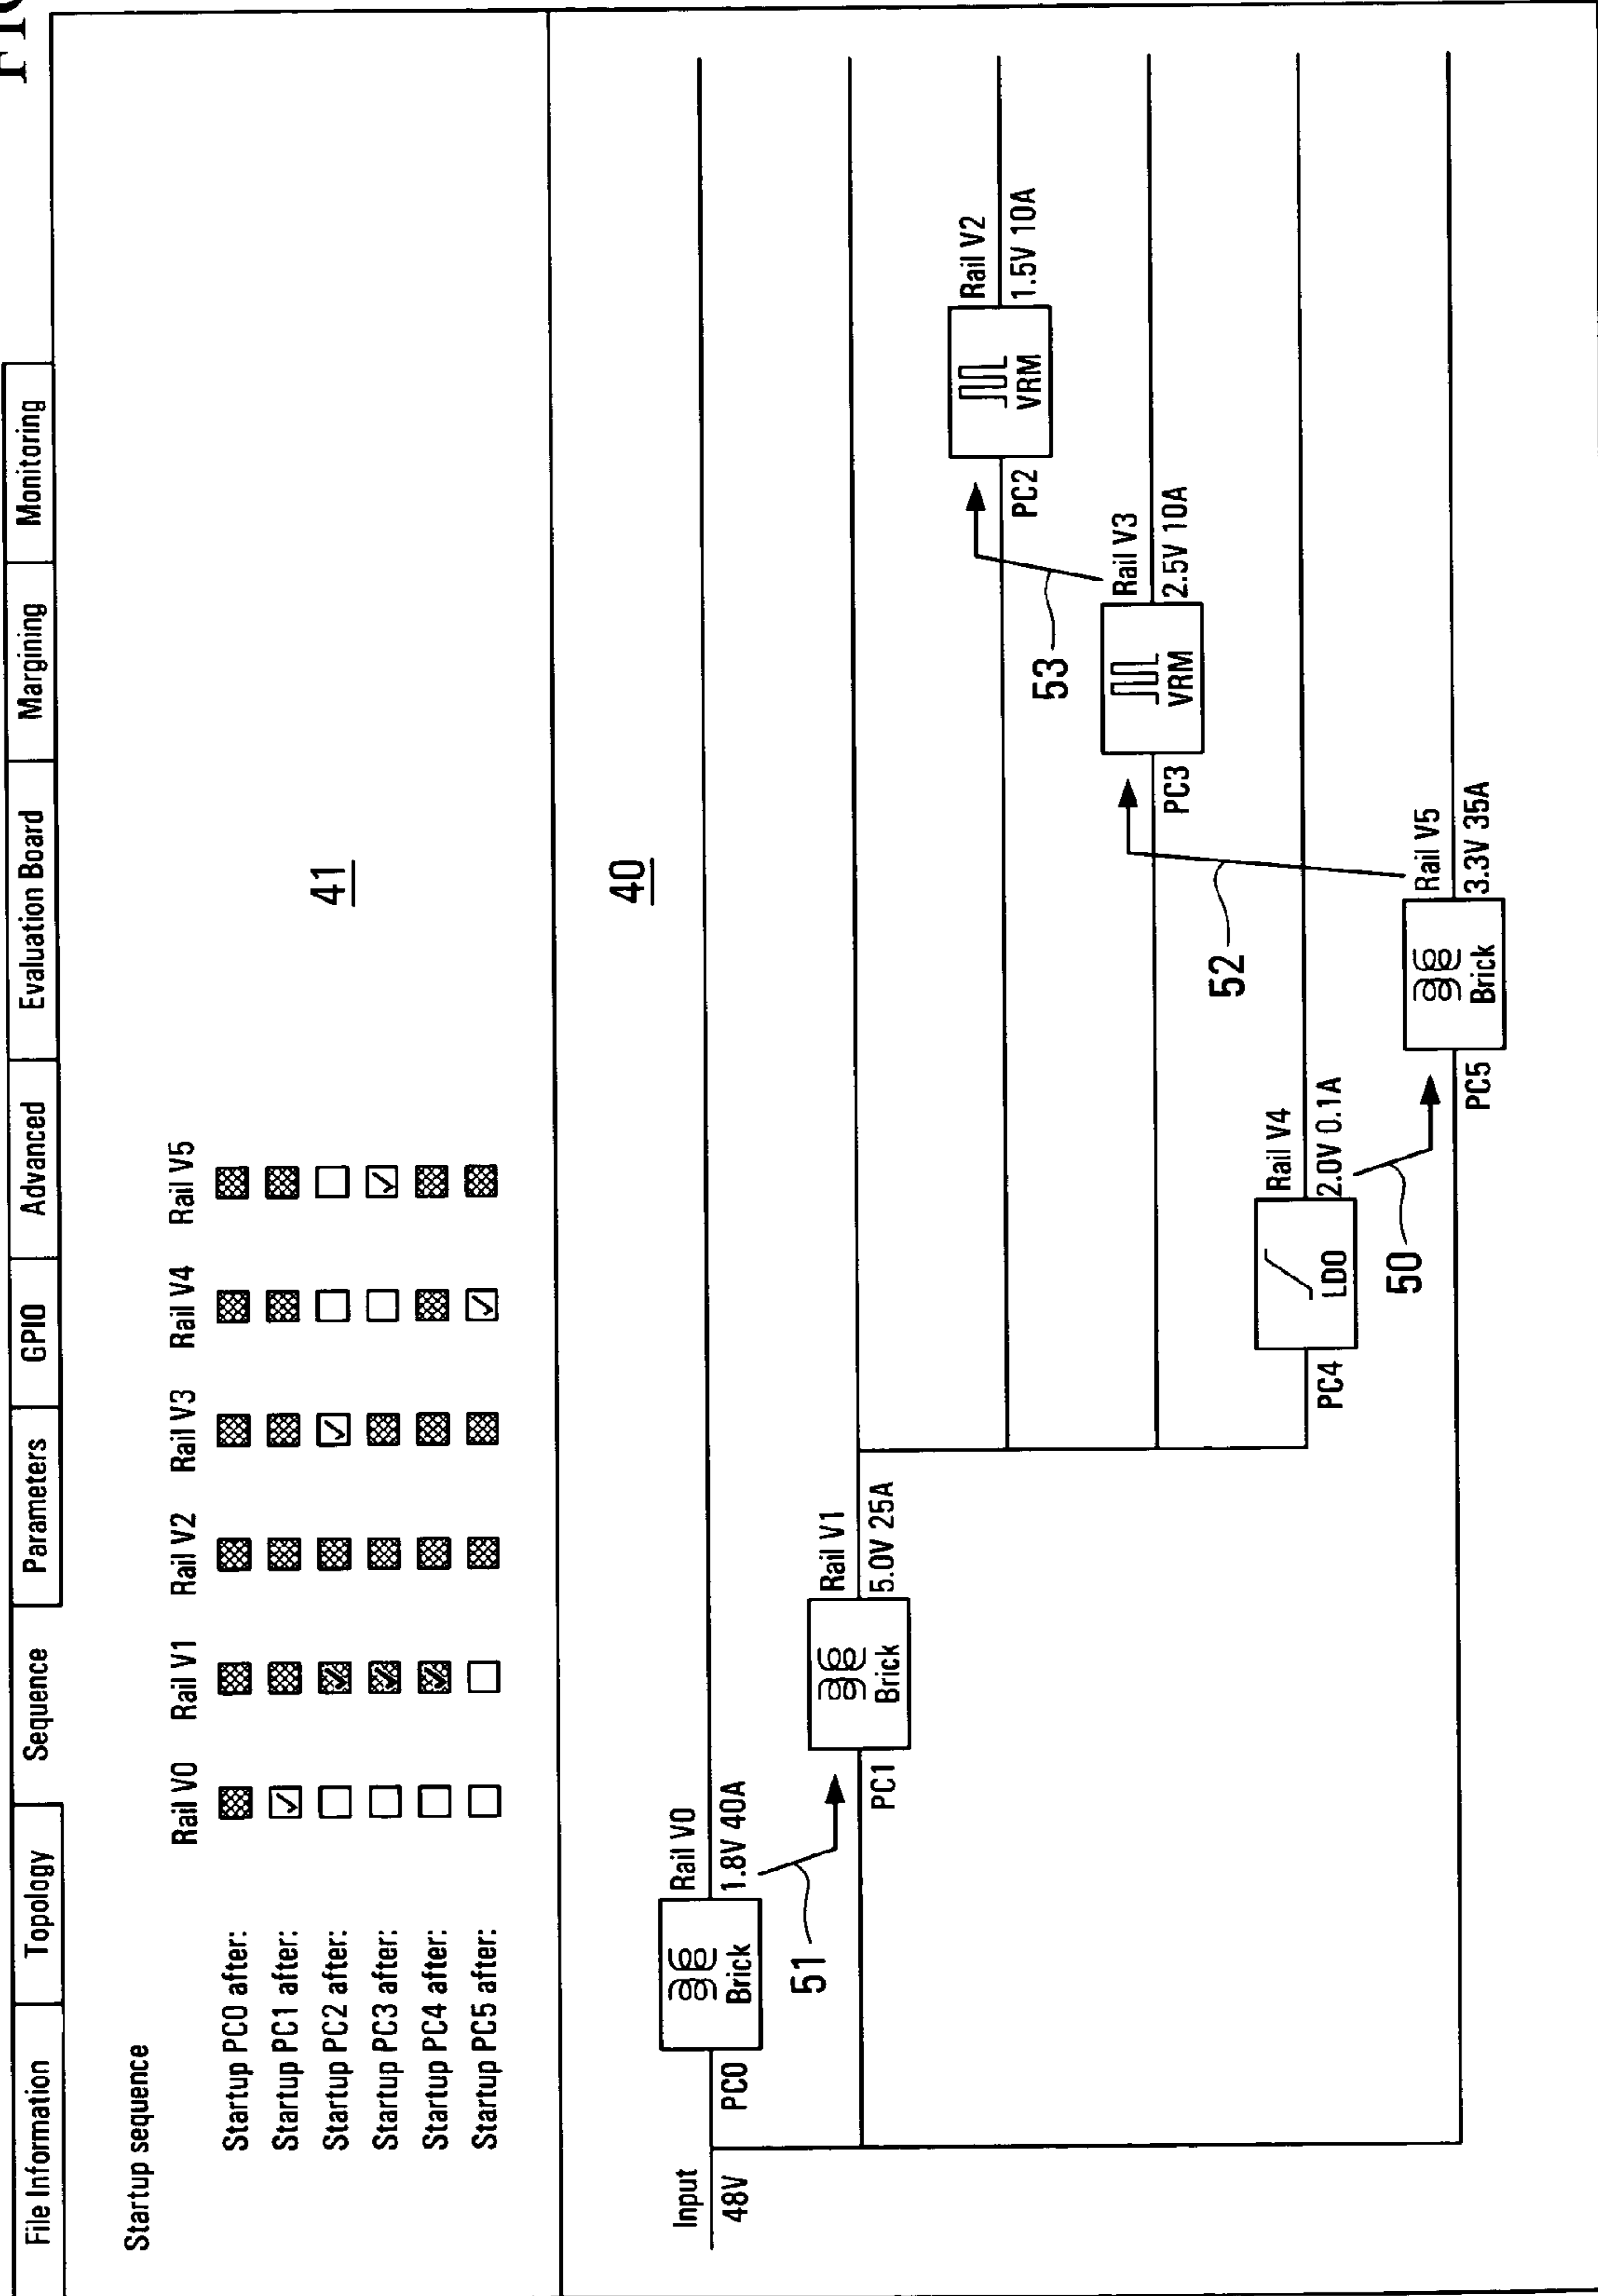 FIG
File Information
Topology
Sequence
Parameters
GPIO
Advanced
Evaluation Board
Margining
Monitoring
Startup sequence
Rail V0 Rail V1 Rail V2 Rail V3 Rail V4 Rail V5
Startup PC0 after:
Startup PC1 after:
Startup PC2 after:
Startup PC3 after:
Startup PC4 after:
Startup PC5 after:
41
40
Input
48V
PC0
Brick
Rail V0
1.8V 40A
51
PC1
Brick
Rail V1
5.0V 25A
PC2
VRM
Rail V2
1.5V 10A
53
PC3
VRM
Rail V3
2.5V 10A
52
PC4
LDO
Rail V4
2.0V 0.1A
50
PC5
Brick
Rail V5
3.3V 35A